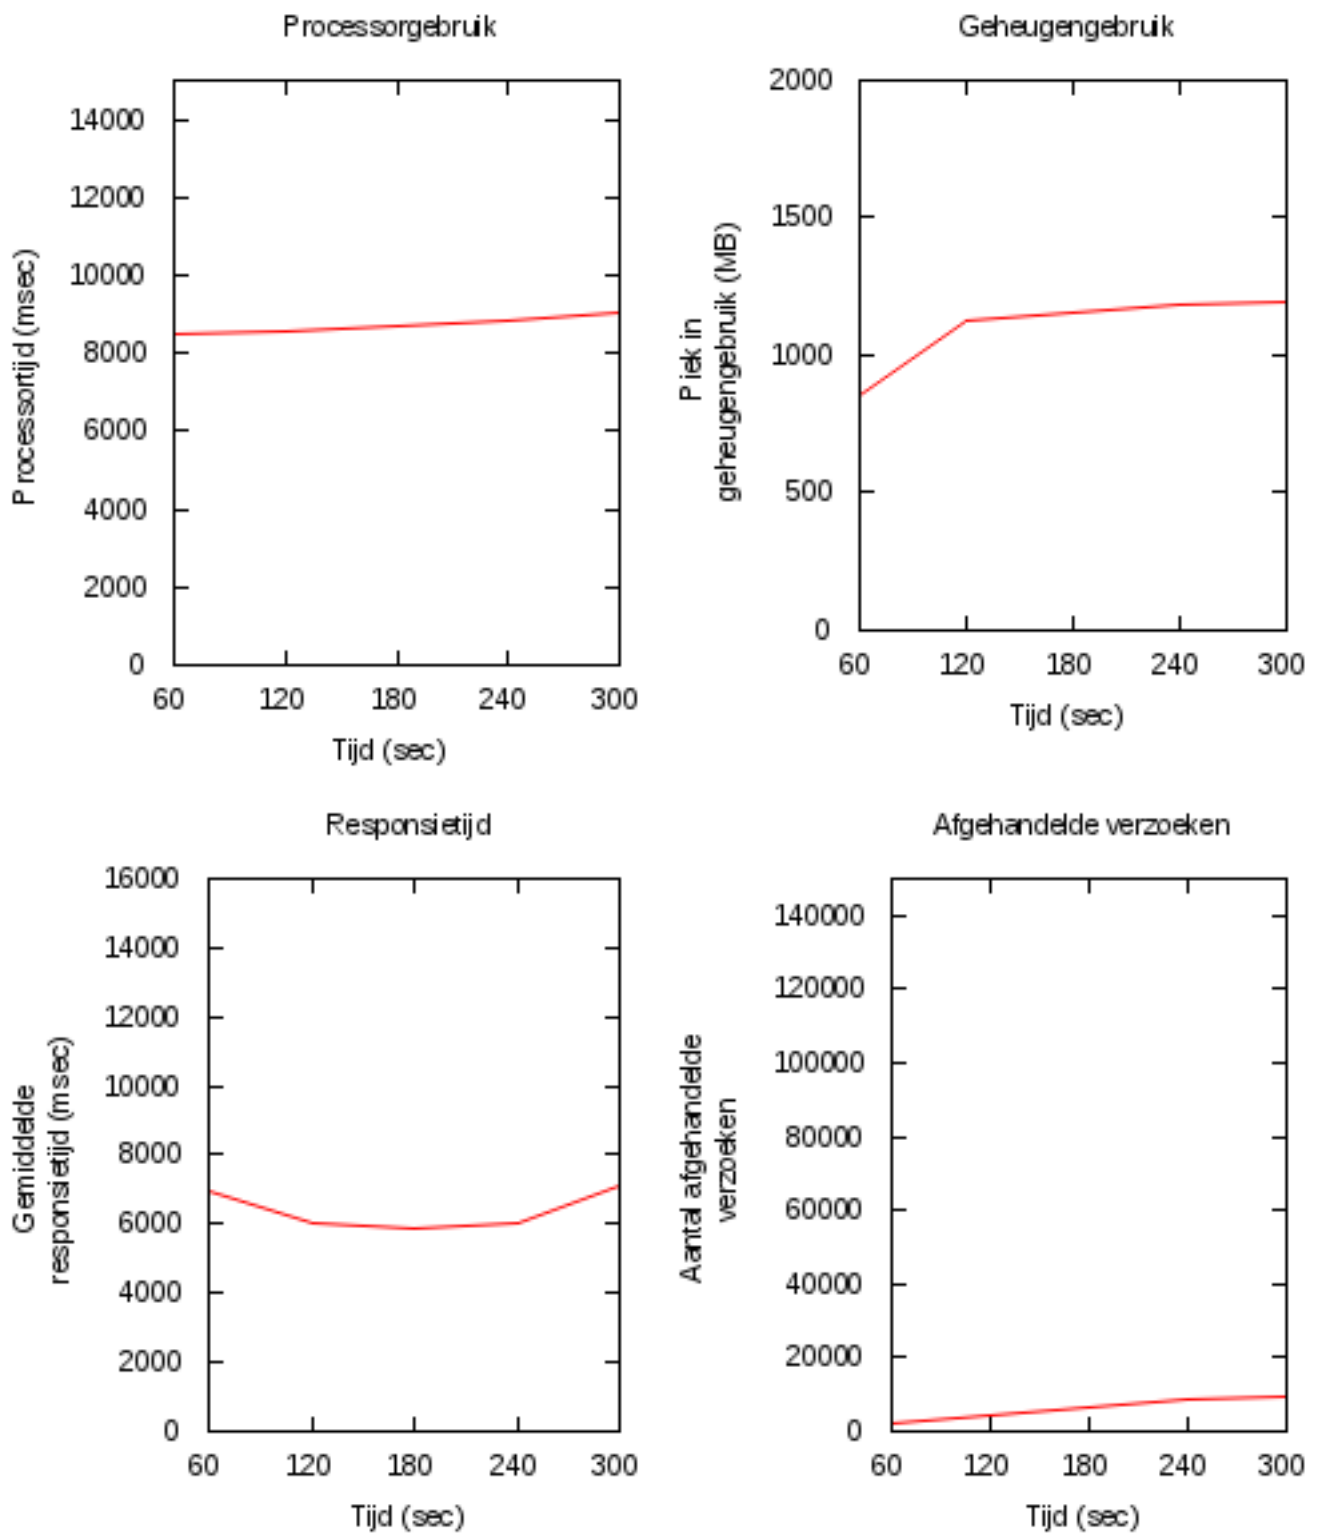 Processorgebruik
Processortijd (msec)
14000
12000
10000
8000
6000
4000
2000
0
60 120 180 240 300
Tijd (sec)
Geheugengebruik
Piek in
geheugengebruik (MB)
2000
1500
1000
500
0
60 120 180 240 300
Tijd (sec)
Responsietijd
Gemiddelde
responsietijd (msec)
16000
14000
12000
10000
8000
6000
4000
2000
0
60 120 180 240 300
Tijd (sec)
Afgehandelde verzoeken
Aantal afgehandelde
verzoeken
140000
120000
100000
80000
60000
40000
20000
0
60 120 180 240 300
Tijd (sec)